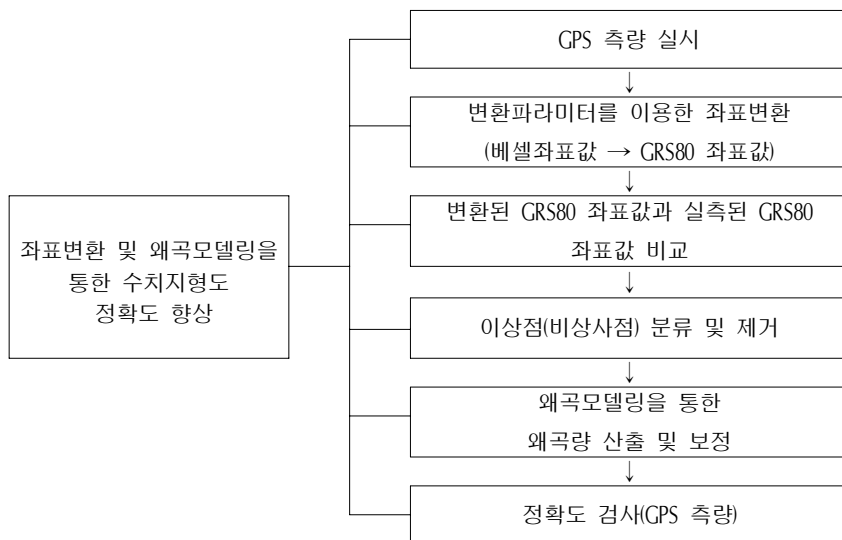 GPS 측량 실시
변환파라미터를 이용한 좌표변환
(베셀좌표값 → GRS80 좌표값)
변환된 GRS80 좌표값과 실측된 GRS80
좌표값 비교
좌표변환 및 왜곡모델링을
통한 수치지형도
정확도 향상
이상점(비상사점) 분류 및 제거
왜곡모델링을 통한
왜곡량 산출 및 보정
정확도 검사(GPS 측량)